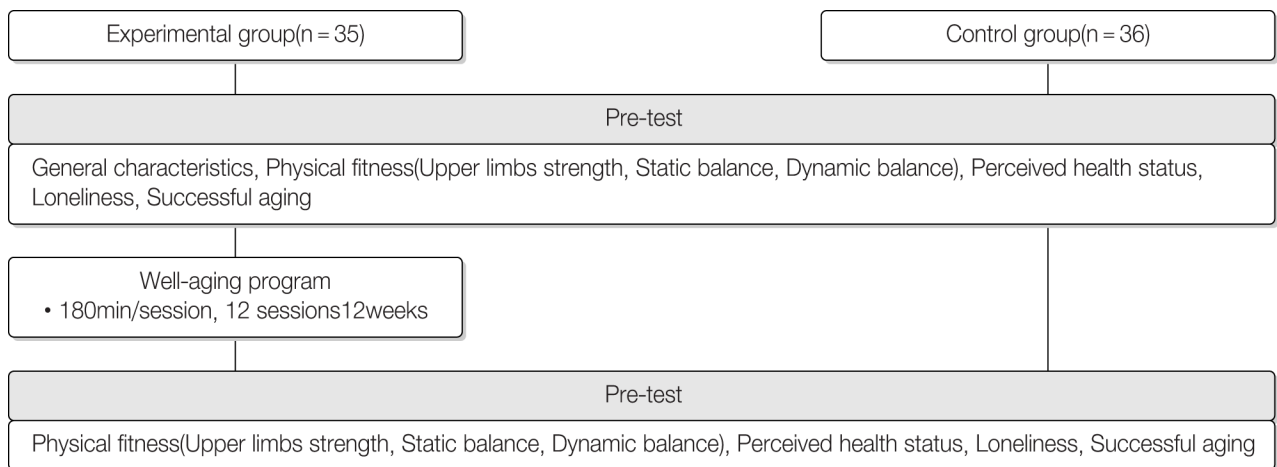 Experimental group(n = 35)
Control group(n = 36)
Pre-test
General characteristics, Physical fitness(Upper limbs strength, Static balance, Dynamic balance), Perceived health status,
Loneliness, Successful aging
Well-aging program
• 180min/session, 12 sessions12weeks
Pre-test
Physical fitness(Upper limbs strength, Static balance, Dynamic balance), Perceived health status, Loneliness, Successful aging